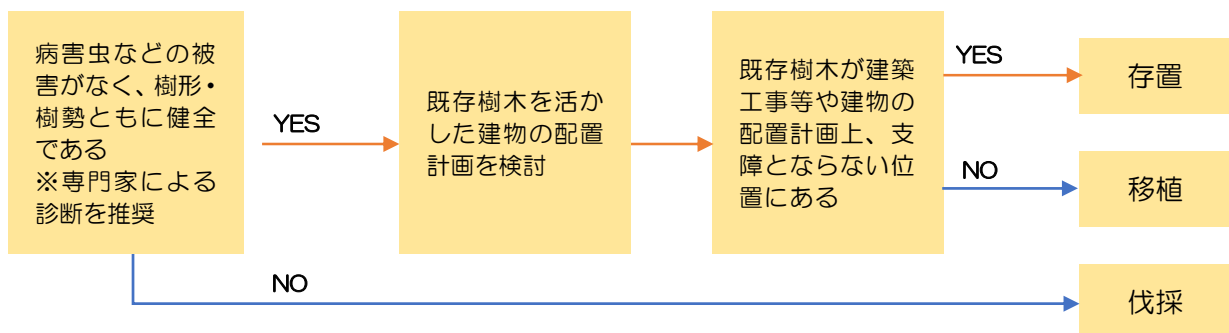 病害虫などの被
害がなく、樹形・
樹勢ともに健全
である
※専門家による
診断を推奨
YES
既存樹木を活か
した建物の配置
計画を検討
既存樹木が建築
工事等や建物の
配置計画上、支
障とならない位
置にある
YES
存置
NO
移植
NO
伐採